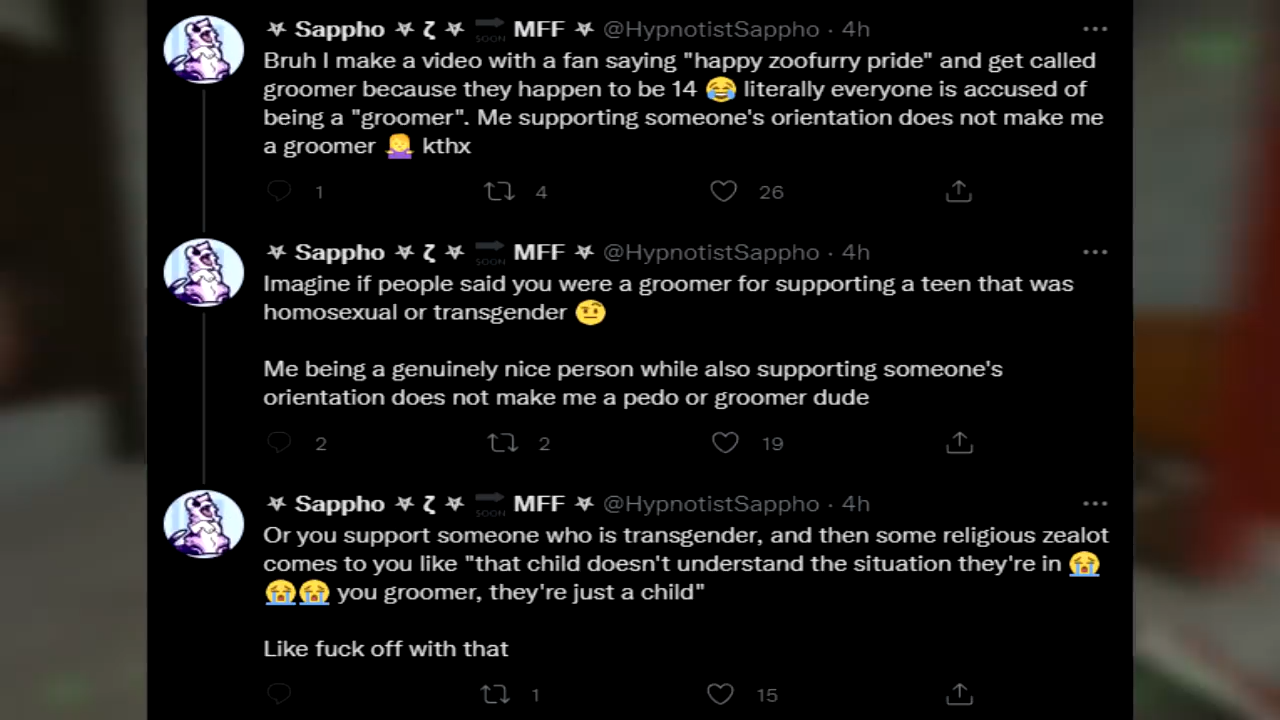 ⛧ Sappho ⛧ ζ ⛧ SOON MFF ⛧ @HypnotistSappho · 4h
Bruh I make a video with a fan saying "happy zoofurry pride" and get called
groomer because they happen to be 14 😂 literally everyone is accused of
being a "groomer". Me supporting someone's orientation does not make me
a groomer 🤷‍♀️ kthx
1 4 26
⛧ Sappho ⛧ ζ ⛧ SOON MFF ⛧ @HypnotistSappho · 4h
Imagine if people said you were a groomer for supporting a teen that was
homosexual or transgender 🤨
Me being a genuinely nice person while also supporting someone's
orientation does not make me a pedo or groomer dude
2 2 19
⛧ Sappho ⛧ ζ ⛧ SOON MFF ⛧ @HypnotistSappho · 4h
Or you support someone who is transgender, and then some religious zealot
comes to you like "that child doesn't understand the situation they're in 😭
😭😭 you groomer, they're just a child"
Like fuck off with that
1 15